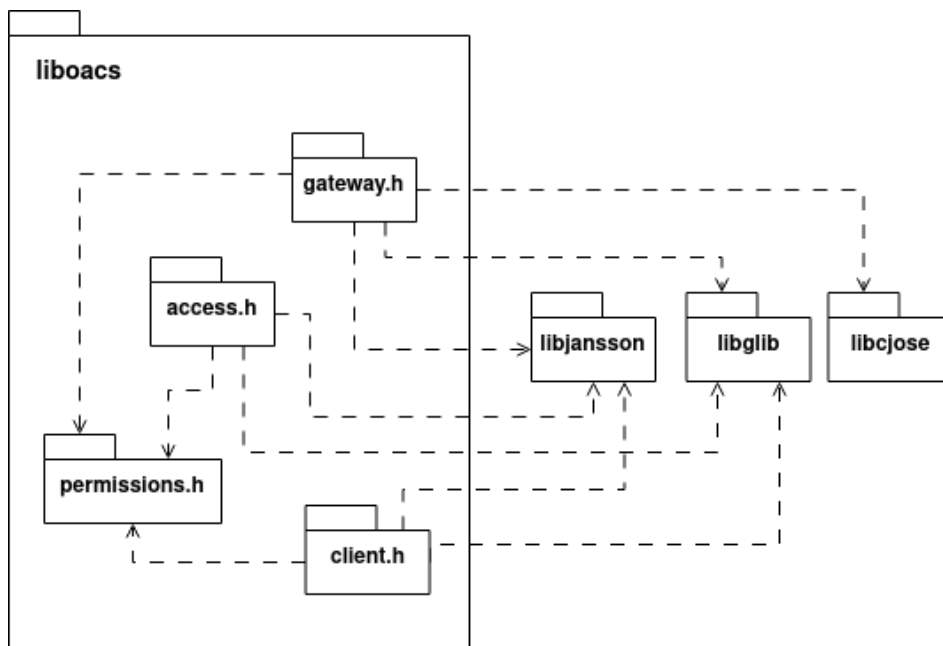 liboacs
gateway.h
access.h
libjansson
libglib
libcjose
permissions.h
client.h